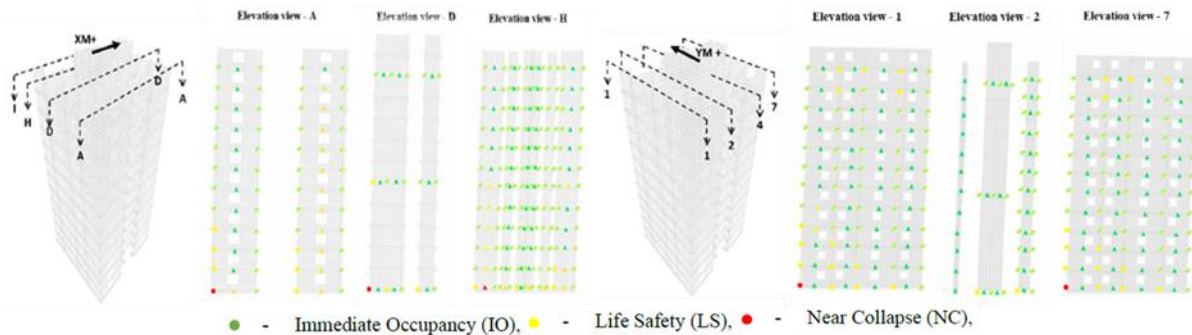 Elevation view - A
Elevation view - D
Elevation view - H
Elevation view - 1
Elevation view - 2
Elevation view - 7
XM+
I
H
D
A
D
A
YM +
1
2
1
2
4
7
- Immediate Occupancy (IO), - Life Safety (LS), - Near Collapse (NC)